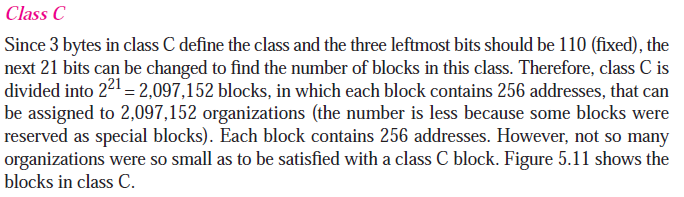 Class C
Since 3 bytes in class C define the class and the three leftmost bits should be 110 (fixed), the
next 21 bits can be changed to find the number of blocks in this class. Therefore, class C is
divided into 2²¹ = 2,097,152 blocks, in which each block contains 256 addresses, that can
be assigned to 2,097,152 organizations (the number is less because some blocks were
reserved as special blocks). Each block contains 256 addresses. However, not so many
organizations were so small as to be satisfied with a class C block. Figure 5.11 shows the
blocks in class C.